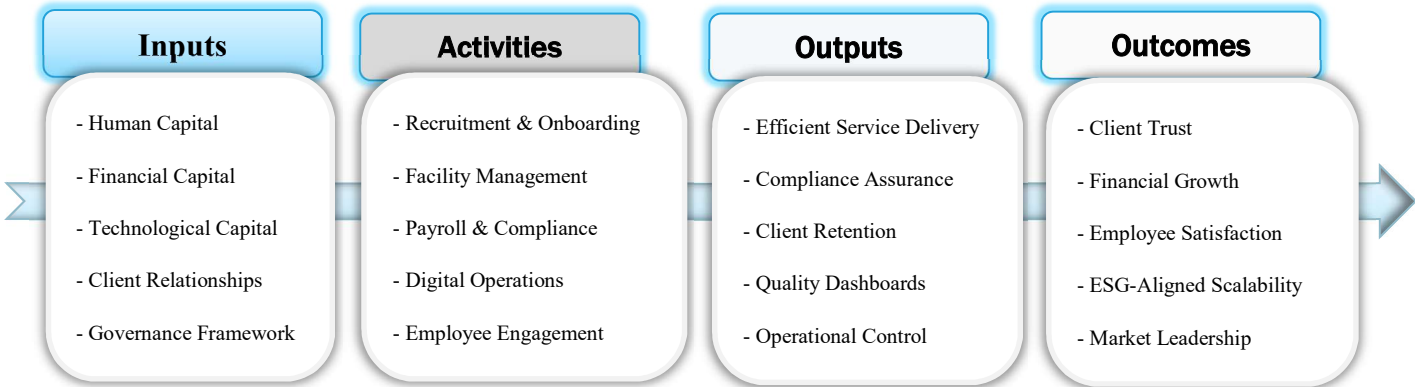 Inputs
- Human Capital
- Financial Capital
- Technological Capital
- Client Relationships
- Governance Framework
Activities
- Recruitment & Onboarding
- Facility Management
- Payroll & Compliance
- Digital Operations
- Employee Engagement
Outputs
- Efficient Service Delivery
- Compliance Assurance
- Client Retention
- Quality Dashboards
- Operational Control
Outcomes
- Client Trust
- Financial Growth
- Employee Satisfaction
- ESG-Aligned Scalability
- Market Leadership